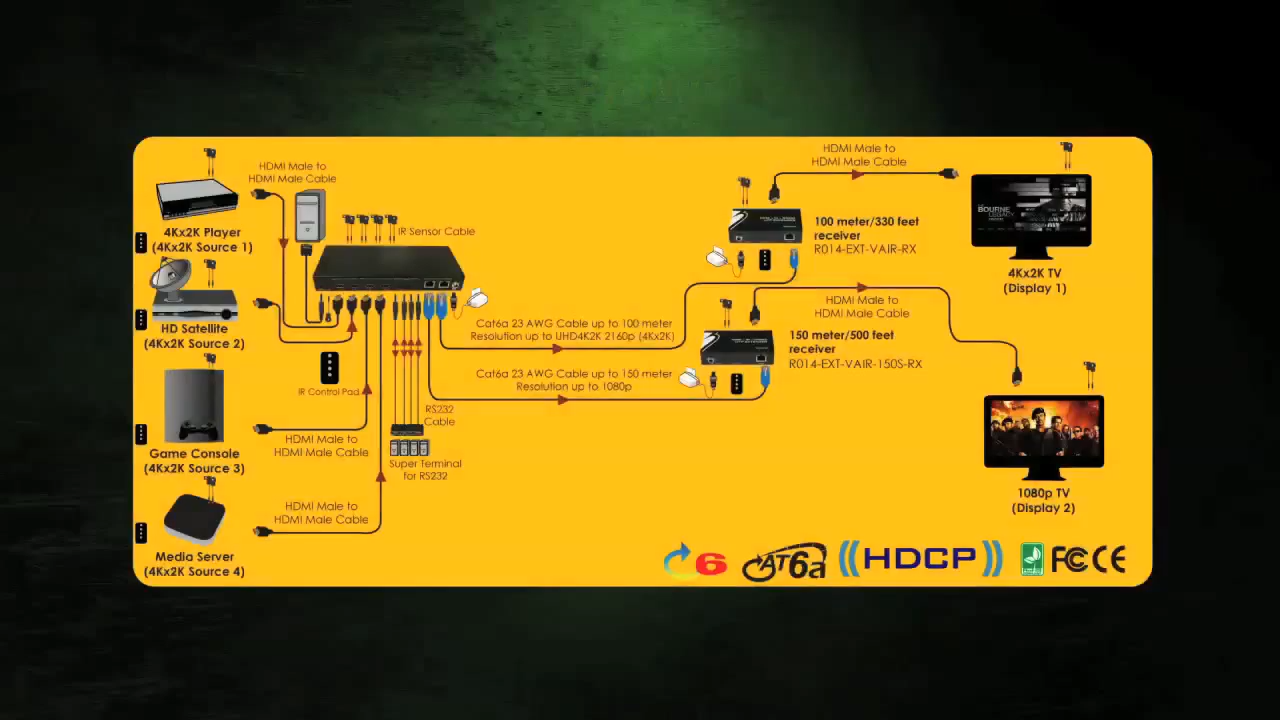 HDMI Male to
HDMI Male Cable
4Kx2K Player
(4Kx2K Source 1)
IR Sensor Cable
HD Satellite
(4Kx2K Source 2)
IR Control Pad
Game Console
(4Kx2K Source 3)
HDMI Male to
HDMI Male Cable
Media Server
(4Kx2K Source 4)
HDMI Male to
HDMI Male Cable
RS232
Cable
Super Terminal
for RS232
Cat6a 23 AWG Cable up to 100 meter
Resolution up to UHD4K2K 2160p (4Kx2K)
Cat6a 23 AWG Cable up to 150 meter
Resolution up to 1080p
HDMI Male to
HDMI Male Cable
100 meter/330 feet
receiver
R014-EXT-VAIR-RX
HDMI Male to
HDMI Male Cable
150 meter/500 feet
receiver
R014-EXT-VAIR-150S-RX
BOURNE
LEGACY
4Kx2K TV
(Display 1)
1080p TV
(Display 2)
6
CAT6a
HDCP
FC CE